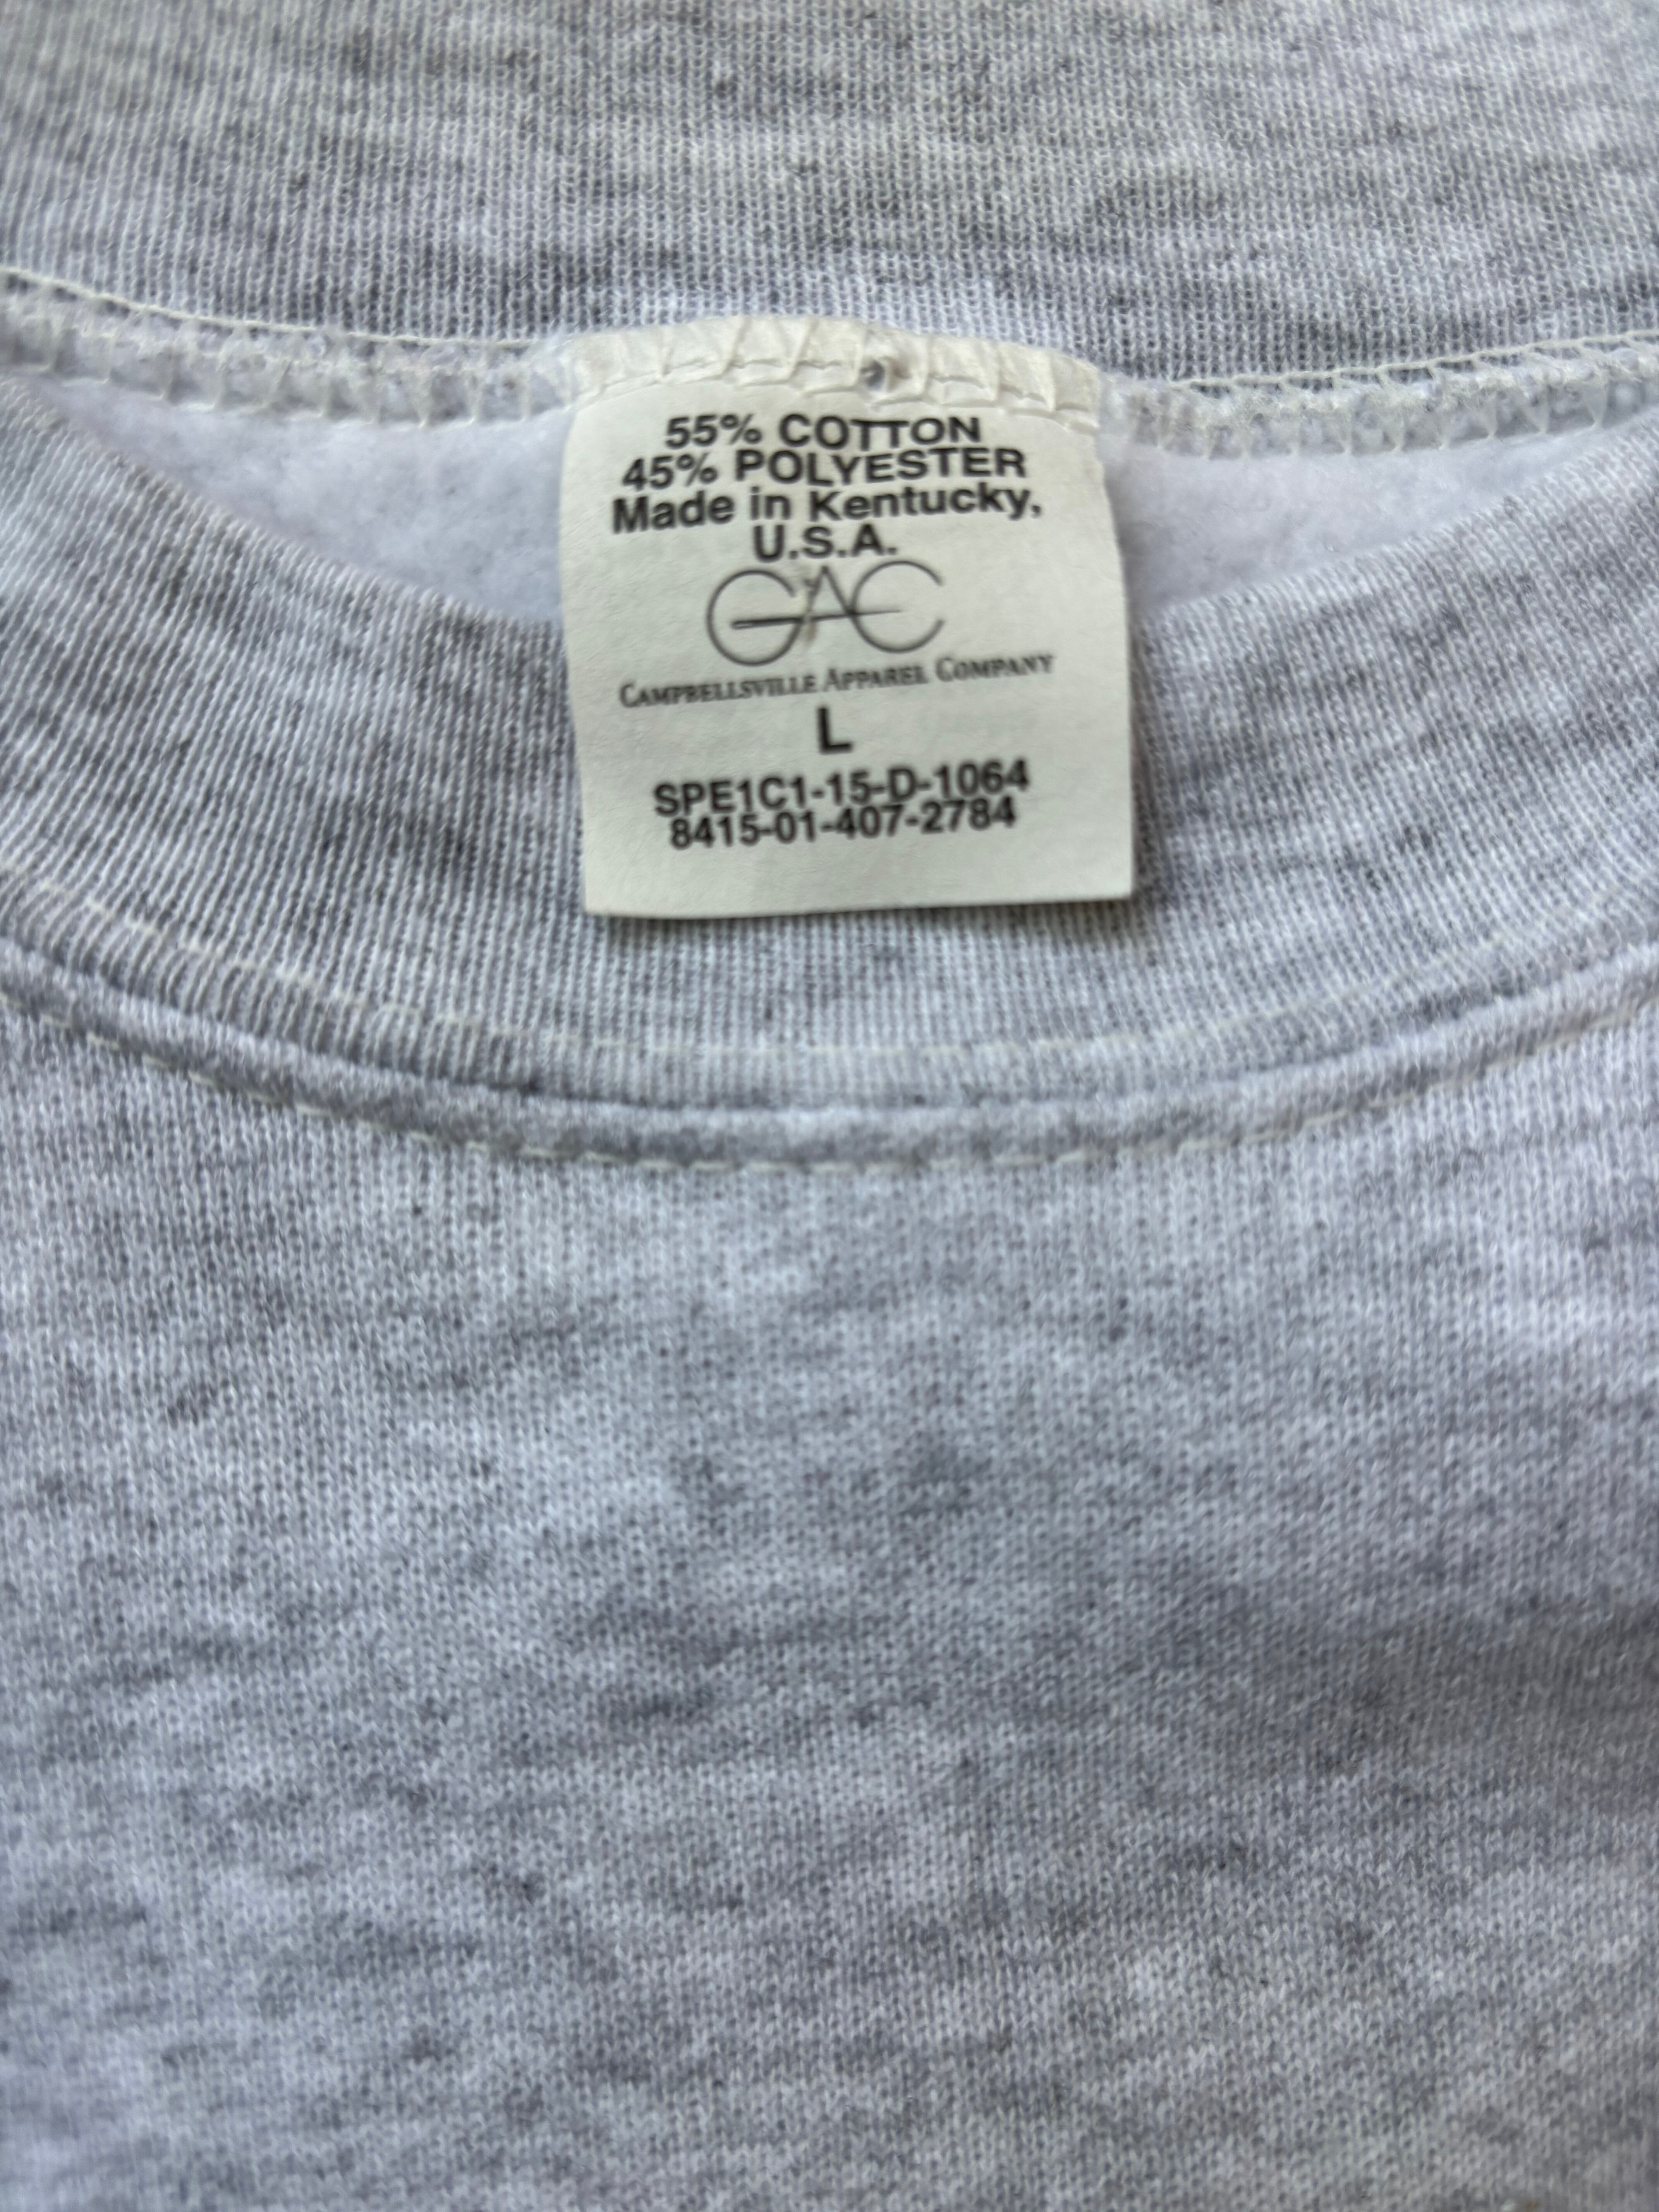 55% COTTON
45% POLYESTER
Made in Kentucky,
U.S.A.
CAC
CAMPBELLSVILLE APPAREL COMPANY
L
SPE1C1-15-D-1064
8415-01-407-2784